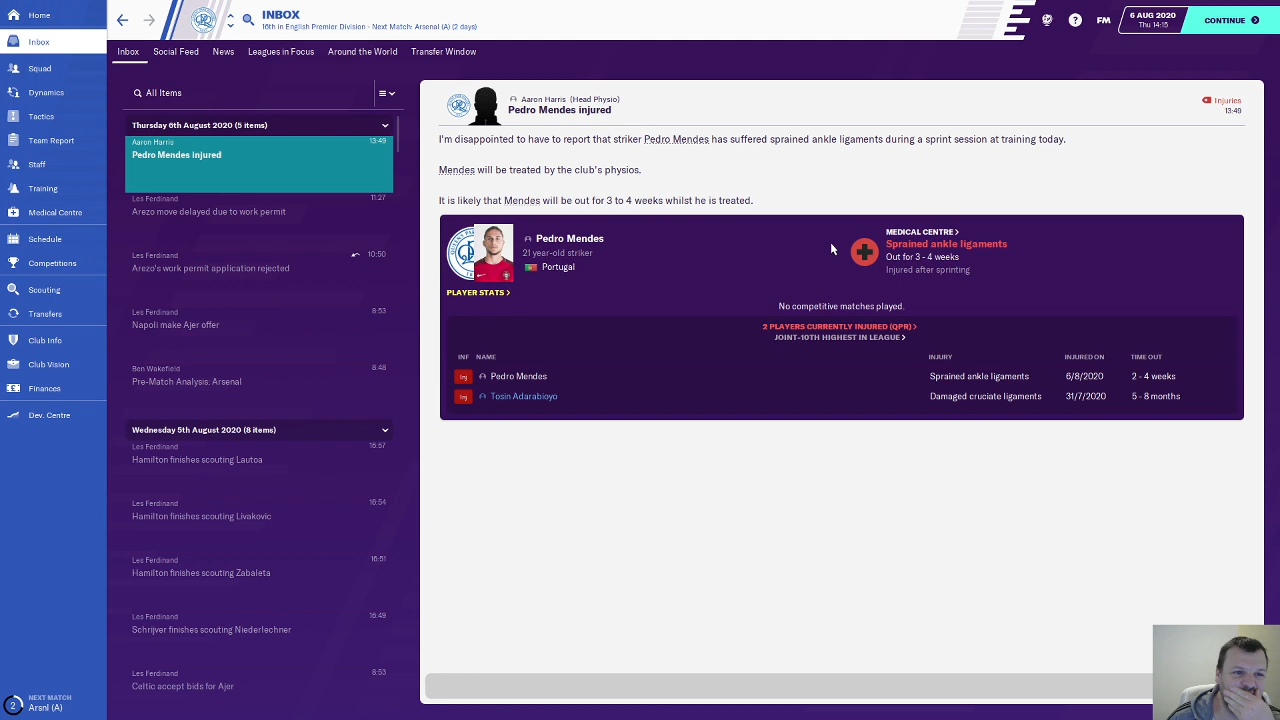 INBOX
16th in English Premier Division - Next Match: Arsenal (A) (2 days)
FM
6 AUG 2020
Thu 14:15
CONTINUE
Home
Inbox
Squad
Dynamics
Tactics
Team Report
Staff
Training
Medical Centre
Schedule
Competitions
Scouting
Transfers
Club Info
Club Vision
Finances
Dev. Centre
2
NEXT MATCH
Arsnl (A)
Inbox
Social Feed
News
Leagues in Focus
Around the World
Transfer Window
All Items
Thursday 6th August 2020 (5 items)
Aaron Harris 13:49
Pedro Mendes injured
Les Ferdinand 11:27
Arezo move delayed due to work permit
Les Ferdinand 10:50
Arezo's work permit application rejected
Les Ferdinand 8:53
Napoli make Ajer offer
Ben Wakefield 8:48
Pre-Match Analysis: Arsenal
Wednesday 5th August 2020 (8 items)
Les Ferdinand 16:57
Hamilton finishes scouting Lautoa
Les Ferdinand 16:54
Hamilton finishes scouting Livakovic
Les Ferdinand 16:51
Hamilton finishes scouting Zabaleta
Les Ferdinand 16:49
Schrijver finishes scouting Niederlechner
Les Ferdinand 8:53
Celtic accept bids for Ajer
Aaron Harris (Head Physio)
Pedro Mendes injured
Injuries
13:49
I'm disappointed to have to report that striker Pedro Mendes has suffered sprained ankle ligaments during a sprint session at training today.
Mendes will be treated by the club's physios.
It is likely that Mendes will be out for 3 to 4 weeks whilst he is treated.
Pedro Mendes
21 year-old striker
Portugal
PLAYER STATS >
MEDICAL CENTRE >
Sprained ankle ligaments
Out for 3 - 4 weeks
Injured after sprinting
No competitive matches played.
2 PLAYERS CURRENTLY INJURED (QPR) >
JOINT-10TH HIGHEST IN LEAGUE >
INF NAME INJURY INJURED ON TIME OUT
Inj Pedro Mendes Sprained ankle ligaments 6/8/2020 2 - 4 weeks
Inj Tosin Adarabioyo Damaged cruciate ligaments 31/7/2020 5 - 8 months